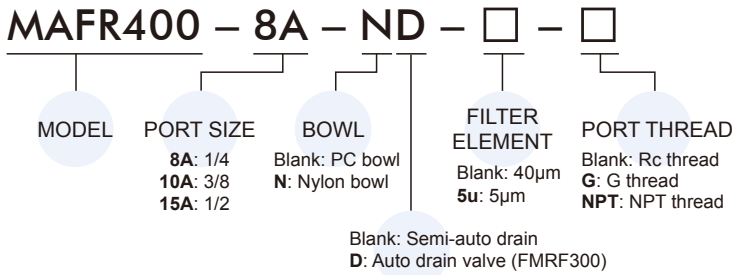 MAFR400 – 8A – ND – □ – □
MODEL
PORT SIZE
8A: 1/4
10A: 3/8
15A: 1/2
BOWL
Blank: PC bowl
N: Nylon bowl
FILTER
ELEMENT
Blank: 40µm
5u: 5µm
PORT THREAD
Blank: Rc thread
G: G thread
NPT: NPT thread
Blank: Semi-auto drain
D: Auto drain valve (FMRF300)